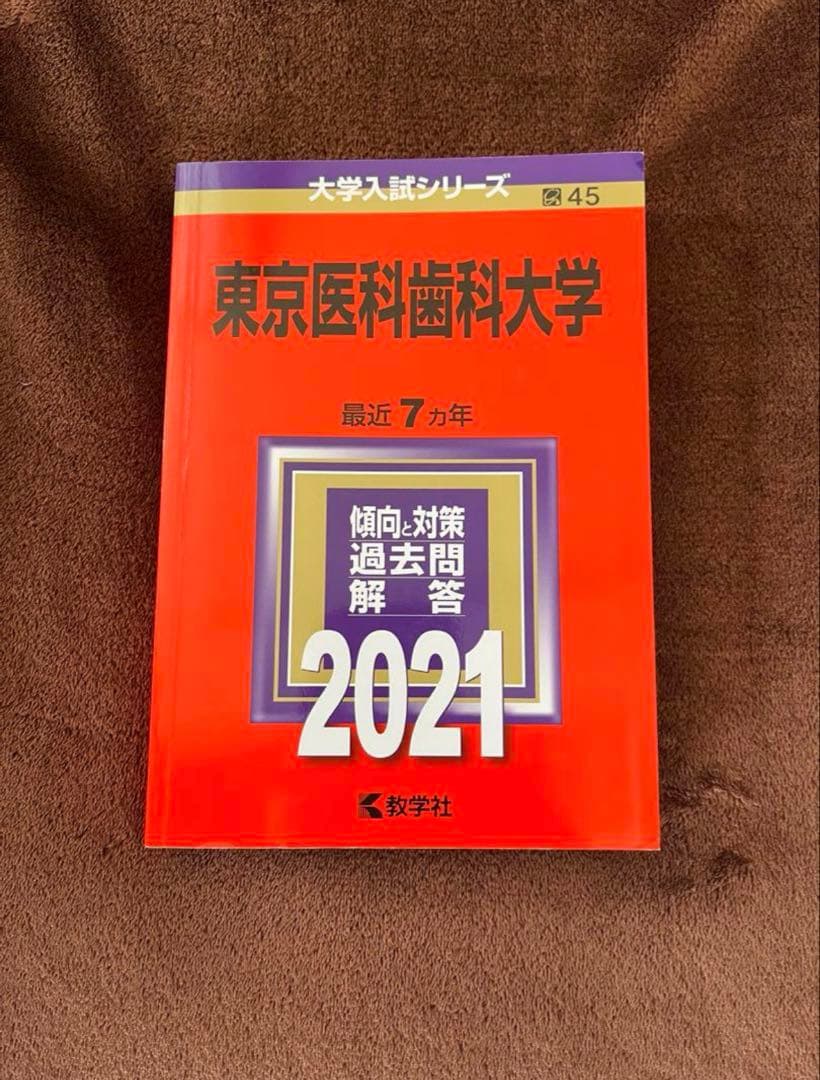 大学入試シリーズ
45
東京医科歯科大学
最近7ヵ年
傾向と対策
過去問
解答
2021
教学社